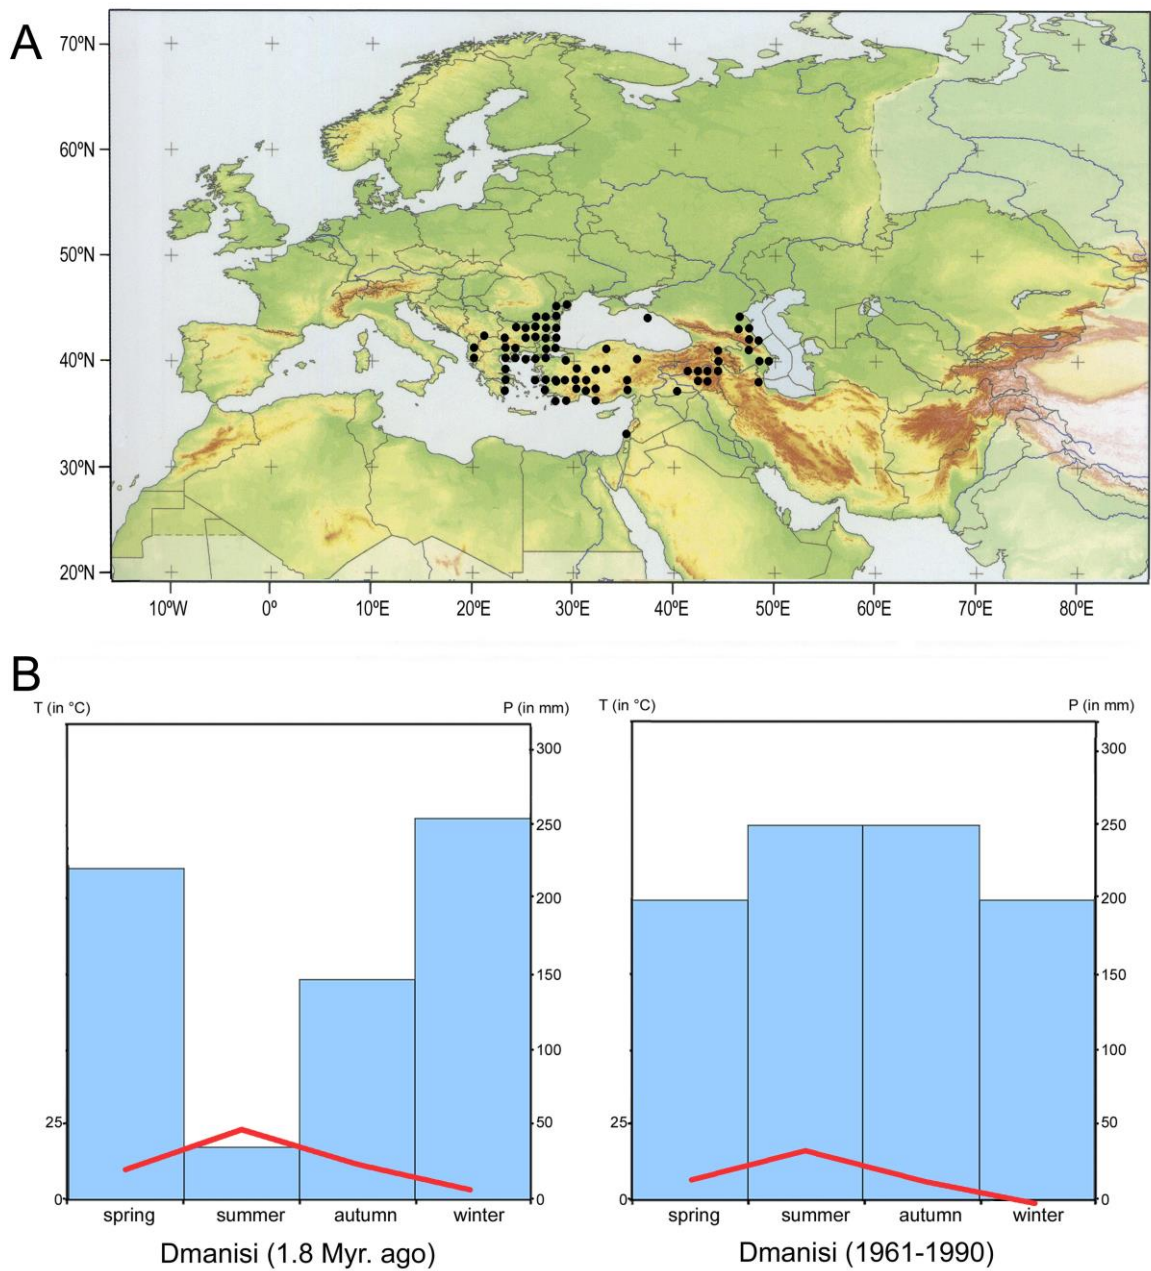 A
70ºN
60ºN
50ºN
40ºN
30ºN
20ºN
10ºW 0º 10ºE 20ºE 30ºE 40ºE 50ºE 60ºE 70ºE 80ºE
B
T (in °C) P (in mm) T (in °C) P (in mm)
300 300
250 250
200 200
150 150
100 100
25 50 25 50
0 0 0 0
spring summer autumn winter spring summer autumn winter
Dmanisi (1.8 Myr. ago) Dmanisi (1961-1990)